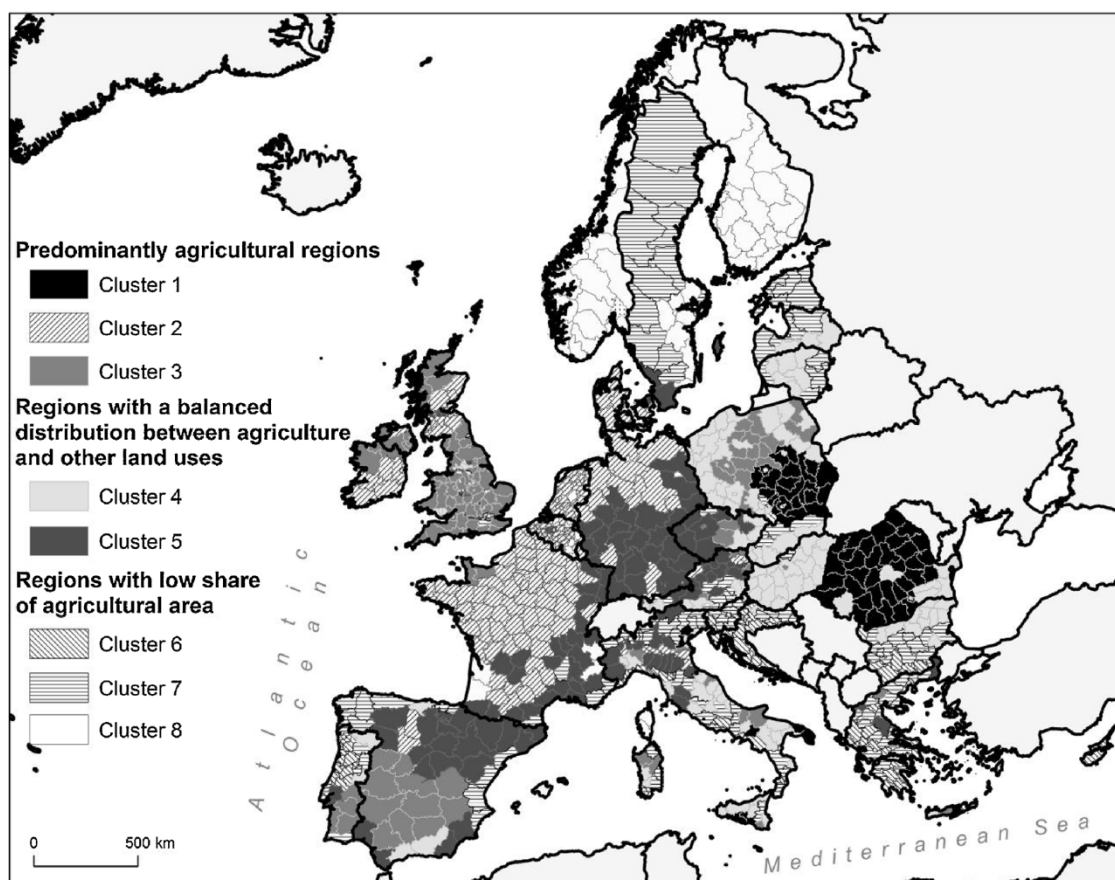 Predominantly agricultural regions
Cluster 1
Cluster 2
Cluster 3
Regions with a balanced
distribution between agriculture
and other land uses
Cluster 4
Cluster 5
Regions with low share
of agricultural area
Cluster 6
Cluster 7
Cluster 8
0 500 km
Atlantic
Ocean
Mediterranean Sea